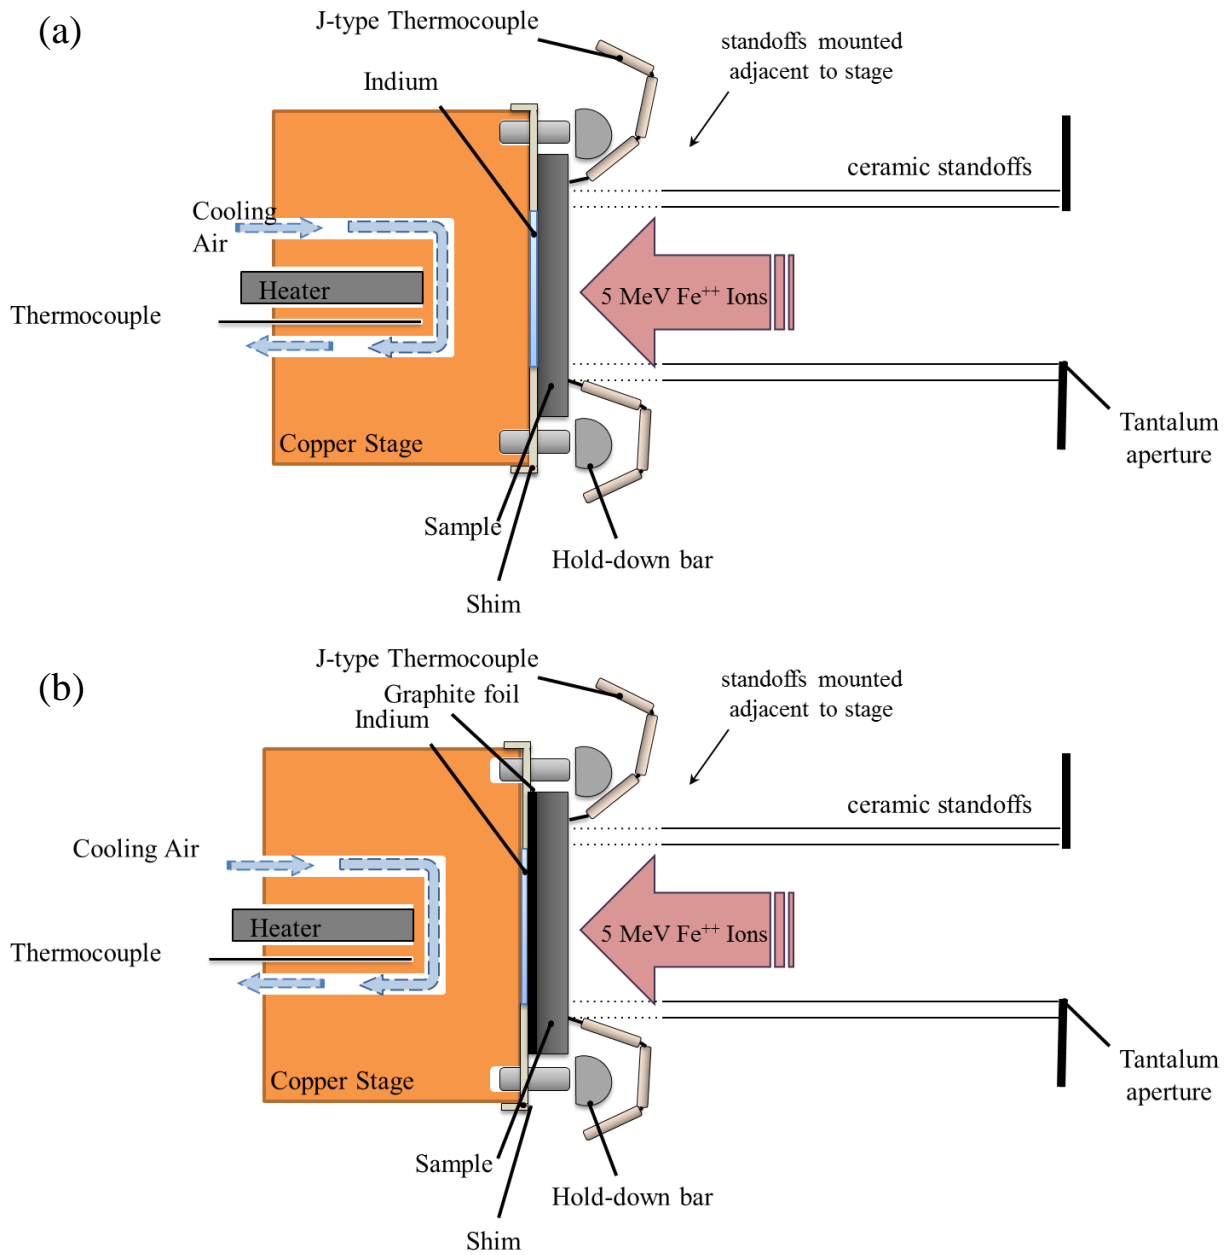 (a)
J-type Thermocouple
standoffs mounted
adjacent to stage
Indium
ceramic standoffs
Cooling
Air
Heater
5 MeV Fe⁺⁺ Ions
Thermocouple
Copper Stage
Tantalum
aperture
Sample
Hold-down bar
Shim
(b)
J-type Thermocouple
Graphite foil
standoffs mounted
adjacent to stage
Indium
ceramic standoffs
Cooling Air
Heater
5 MeV Fe⁺⁺ Ions
Thermocouple
Copper Stage
Tantalum
aperture
Sample
Hold-down bar
Shim